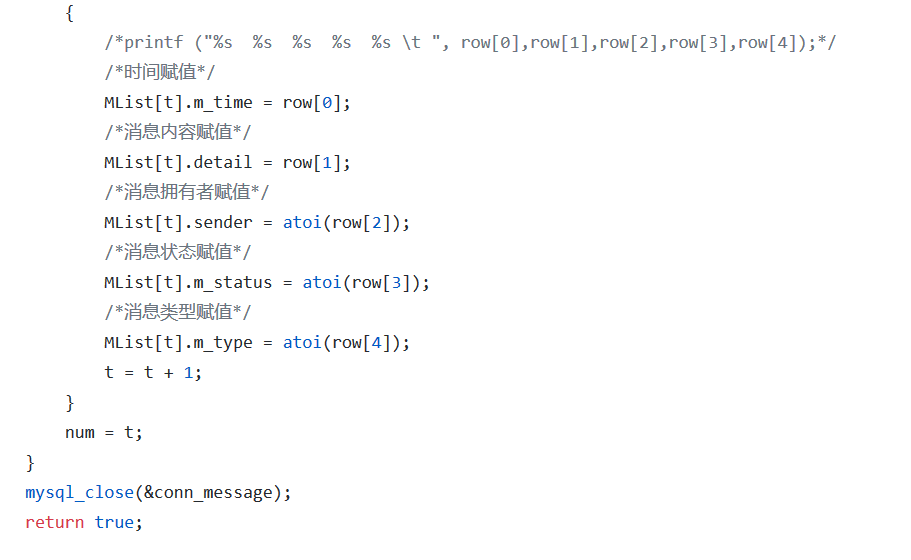 {
/*printf ("%s  %s  %s  %s  %s \t ", row[0],row[1],row[2],row[3],row[4]);*/
/*时间赋值*/
MList[t].m_time = row[0];
/*消息内容赋值*/
MList[t].detail = row[1];
/*消息拥有者赋值*/
MList[t].sender = atoi(row[2]);
/*消息状态赋值*/
MList[t].m_status = atoi(row[3]);
/*消息类型赋值*/
MList[t].m_type = atoi(row[4]);
t = t + 1;
}
num = t;
}
mysql_close(&conn_message);
return true;